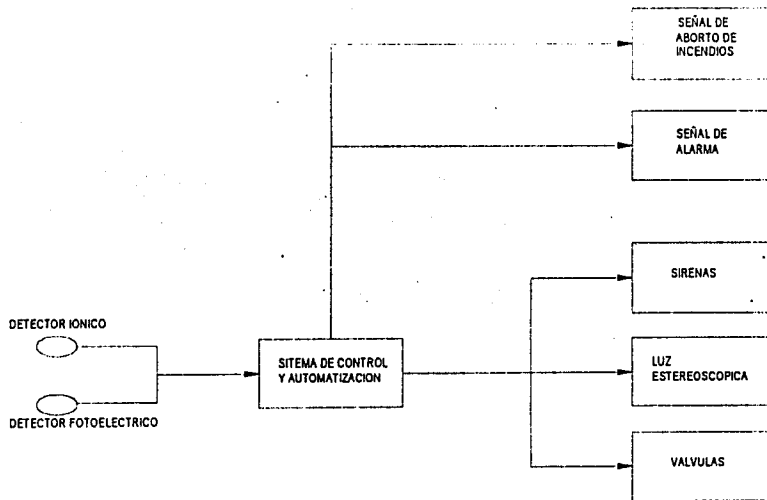 SEÑAL DE
ABORTO DE
INCENDIOS
SEÑAL DE
ALARMA
SIRENAS
DETECTOR IONICO
SITEMA DE CONTROL
Y AUTOMATIZACION
LUZ
ESTEREOSCOPICA
DETECTOR FOTOELECTRICO
VALVULAS